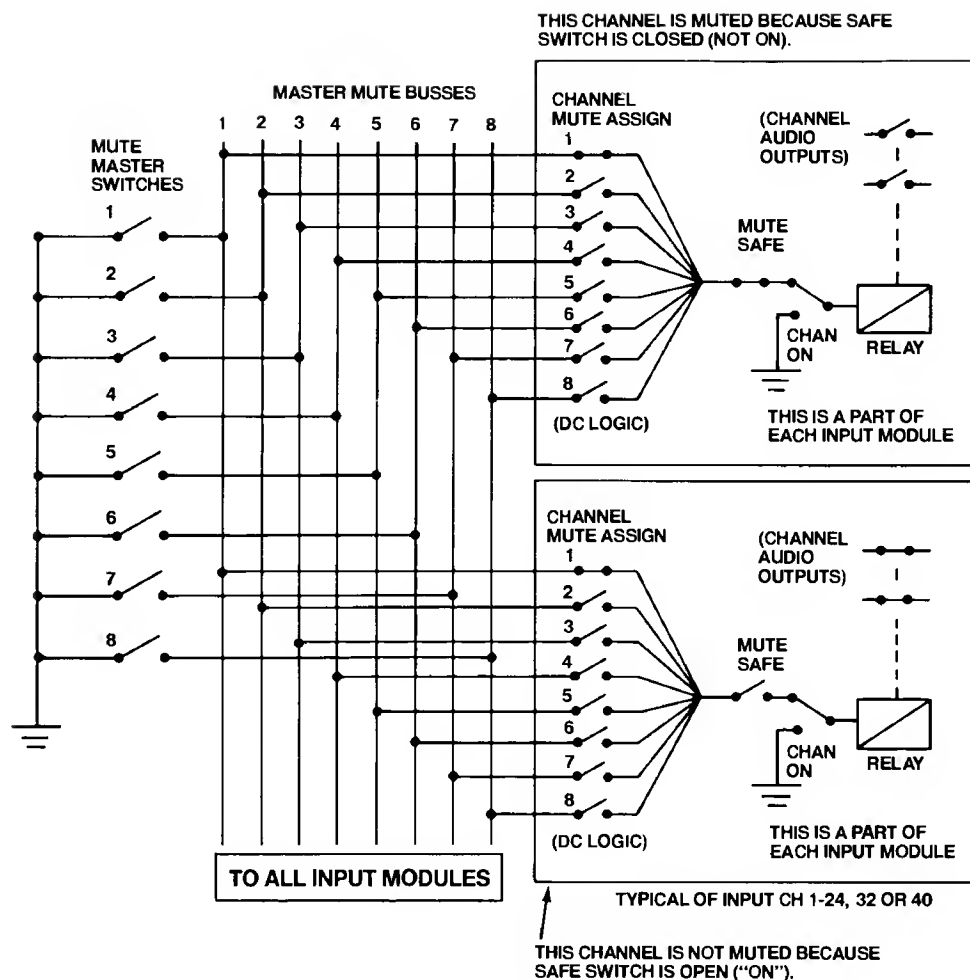 THIS CHANNEL IS MUTED BECAUSE SAFE
SWITCH IS CLOSED (NOT ON).
MASTER MUTE BUSSES
1 2 3 4 5 6 7 8
MUTE
MASTER
SWITCHES
1
2
3
4
5
6
7
8
CHANNEL
MUTE ASSIGN
1
2
3
4
5
6
7
8
(DC LOGIC)
(CHANNEL
AUDIO
OUTPUTS)
MUTE
SAFE
CHAN
ON
RELAY
THIS IS A PART OF
EACH INPUT MODULE
CHANNEL
MUTE ASSIGN
1
2
3
4
5
6
7
8
(DC LOGIC)
(CHANNEL
AUDIO
OUTPUTS)
MUTE
SAFE
CHAN
ON
RELAY
THIS IS A PART OF
EACH INPUT MODULE
TO ALL INPUT MODULES
TYPICAL OF INPUT CH 1-24, 32 OR 40
THIS CHANNEL IS NOT MUTED BECAUSE
SAFE SWITCH IS OPEN ("ON").